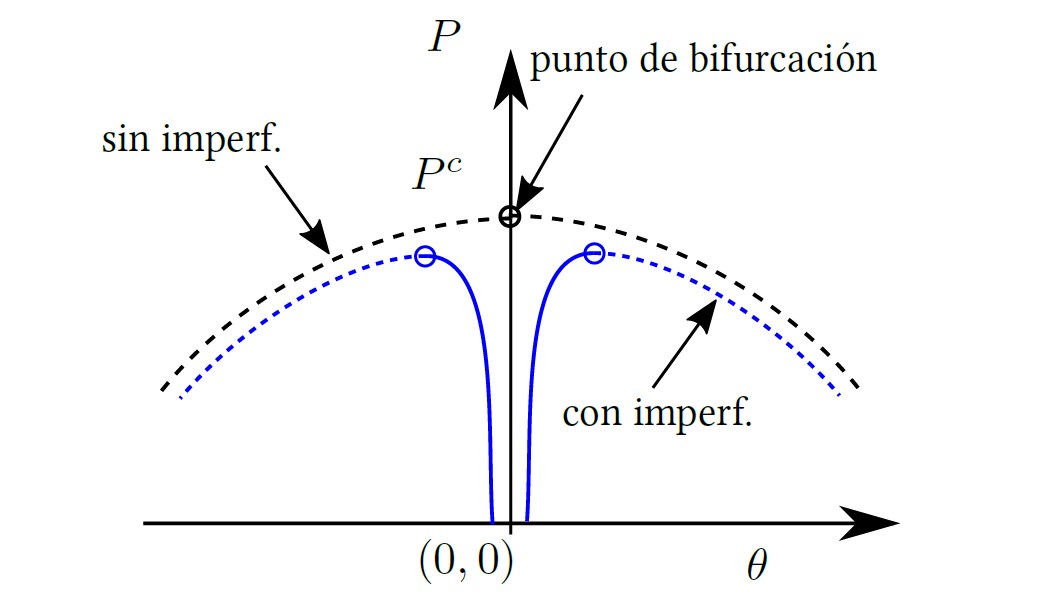 P
punto de bifurcación
sin imperf.
P^c
con imperf.
(0, 0)
θ